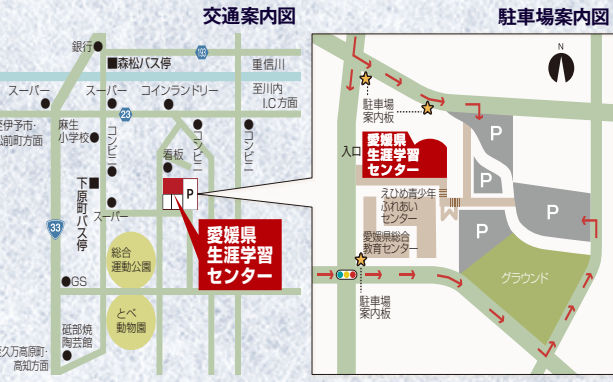 交通案内図
駐車場案内図
銀行
193
森松バス停
重信川
スーパー
スーパー
コインランドリー
至川内
I.C方面
23
至伊予市・
松前町方面
麻生
小学校
コンビニ
看板
コンビニ
コンビニ
P
下原町バス停
スーパー
33
愛媛県
生涯学習
センター
総合
運動公園
GS
とべ
動物園
砥部焼
陶芸館
至久万高原町・
高知方面
N
駐車場
案内板
入口
愛媛県
生涯学習
センター
P
P
P
P
えひめ青少年
ふれあい
センター
愛媛県総合
教育センター
グラウンド
駐車場
案内板